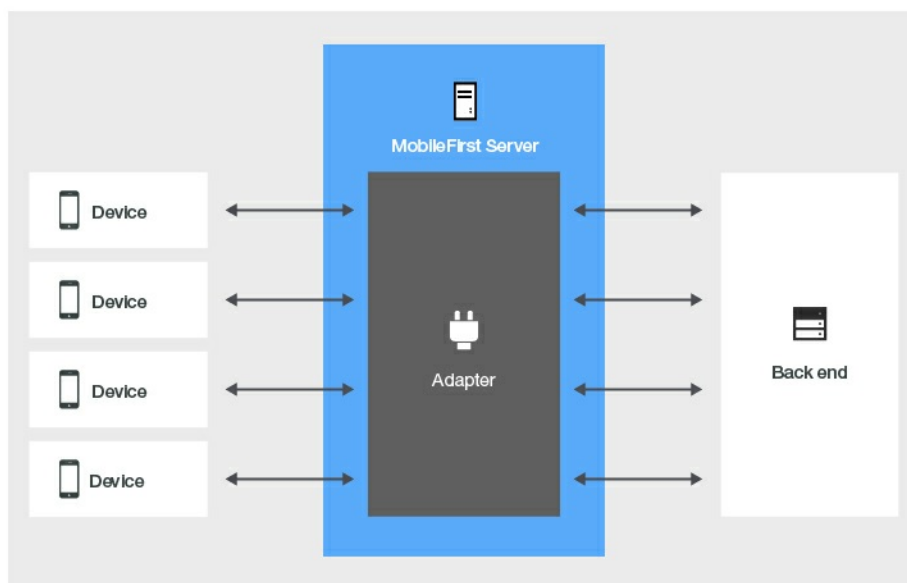 MobileFirst Server
Device
Device
Device
Device
Adapter
Back end